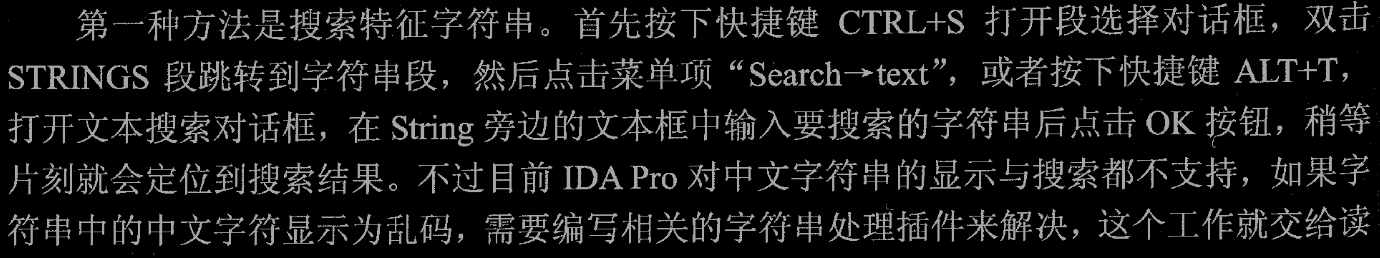 第一种方法是搜索特征字符串。首先按下快捷键 CTRL+S 打开段选择对话框，双击
STRINGS 段跳转到字符串段，然后点击菜单项“Search→text”，或者按下快捷键 ALT+T，
打开文本搜索对话框，在 String 旁边的文本框中输入要搜索的字符串后点击 OK 按钮，稍等
片刻就会定位到搜索结果。不过目前 IDA Pro 对中文字符串的显示与搜索都不支持，如果字
符串中的中文字符显示为乱码，需要编写相关的字符串处理插件来解决，这个工作就交给读